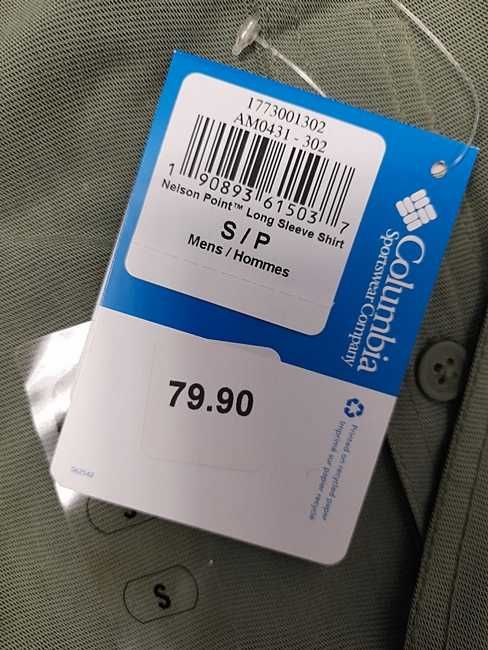 1773001302
AM0431 - 302
1 90893 61503 7
Nelson Point™ Long Sleeve Shirt
S / P
Mens / Hommes
Columbia
Sportswear Company
79.90
Printed on recycled paper
Imprimé sur papier recyclé
062542
S
S